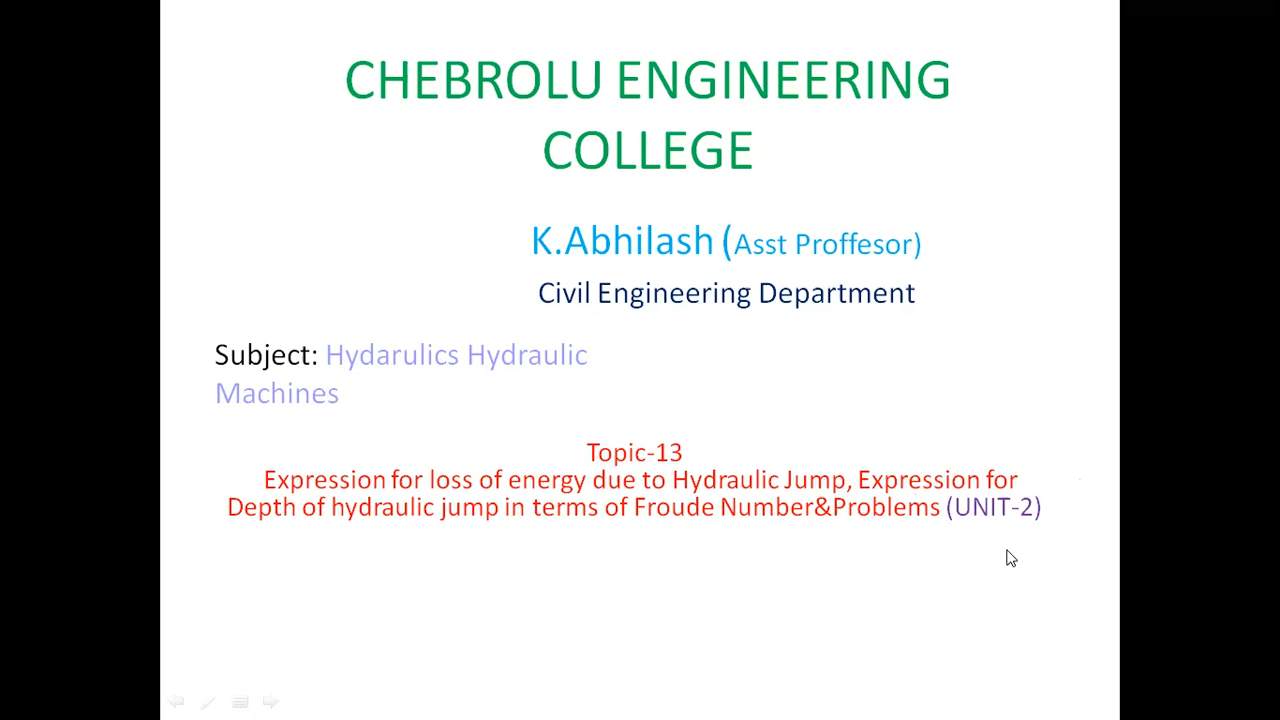 CHEBROLU ENGINEERING
COLLEGE
K.Abhilash (Asst Proffesor)
Civil Engineering Department
Subject: Hydarulics Hydraulic
Machines
Topic-13
Expression for loss of energy due to Hydraulic Jump, Expression for
Depth of hydraulic jump in terms of Froude Number&Problems (UNIT-2)